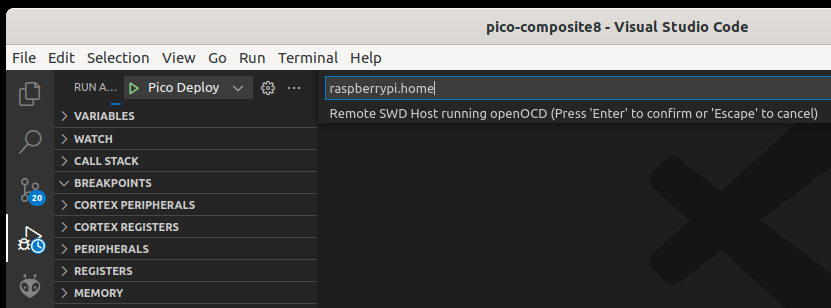 pico-composite8 - Visual Studio Code
File Edit Selection View Go Run Terminal Help
RUN A... Pico Deploy ...
raspberrypi.home
Remote SWD Host running openOCD (Press 'Enter' to confirm or 'Escape' to cancel)
VARIABLES
WATCH
CALL STACK
BREAKPOINTS
20
CORTEX PERIPHERALS
CORTEX REGISTERS
PERIPHERALS
REGISTERS
MEMORY